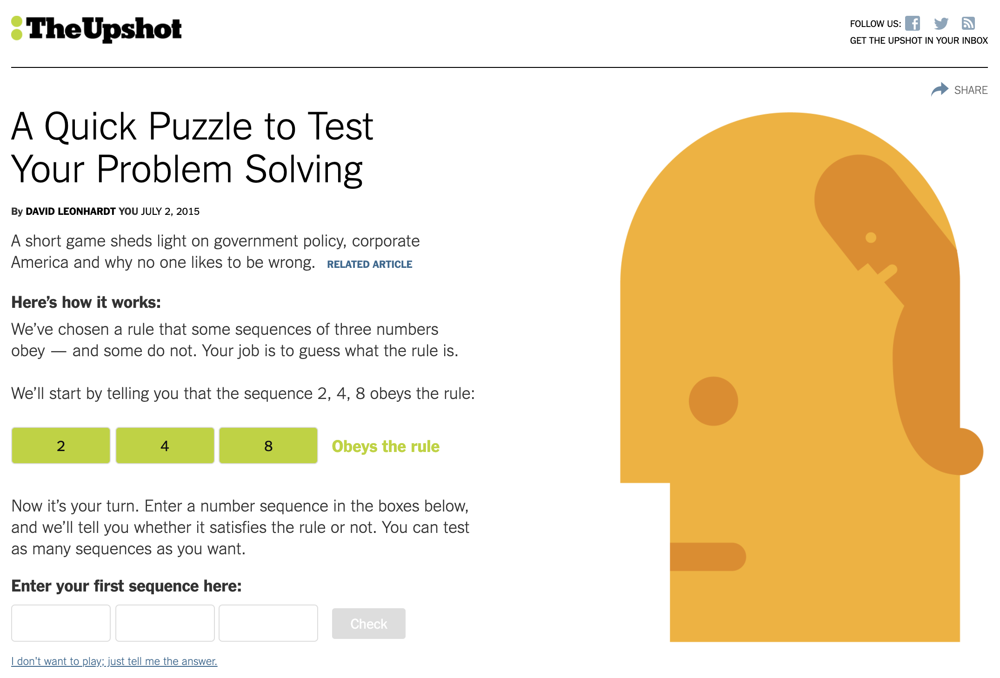 TheUpshot
FOLLOW US:
GET THE UPSHOT IN YOUR INBOX
SHARE
A Quick Puzzle to Test
Your Problem Solving
By DAVID LEONHARDT YOU JULY 2, 2015
A short game sheds light on government policy, corporate
America and why no one likes to be wrong. RELATED ARTICLE
Here’s how it works:
We’ve chosen a rule that some sequences of three numbers
obey — and some do not. Your job is to guess what the rule is.
We’ll start by telling you that the sequence 2, 4, 8 obeys the rule:
2 4 8 Obeys the rule
Now it’s your turn. Enter a number sequence in the boxes below,
and we’ll tell you whether it satisfies the rule or not. You can test
as many sequences as you want.
Enter your first sequence here:
Check
I don't want to play; just tell me the answer.